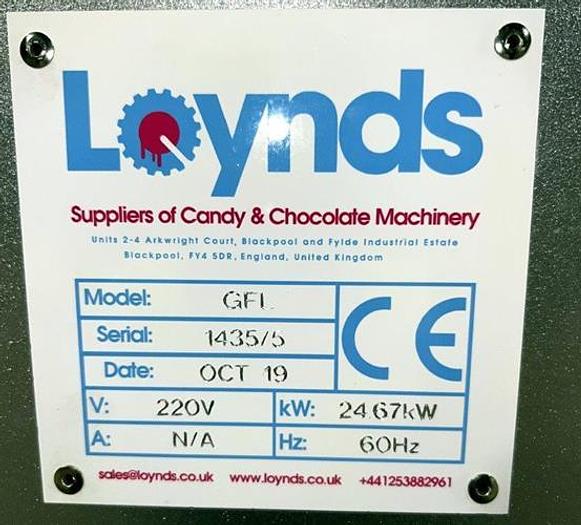 Loynds
Suppliers of Candy & Chocolate Machinery
Units 2-4 Arkwright Court, Blackpool and Fylde Industrial Estate
Blackpool, FY4 5DR, England, United Kingdom
Model: GFL
Serial: 1435/5
Date: OCT 19
CE
V: 220V kW: 24.67kW
A: N/A Hz: 60Hz
sales@loynds.co.uk www.loynds.co.uk +441253882961